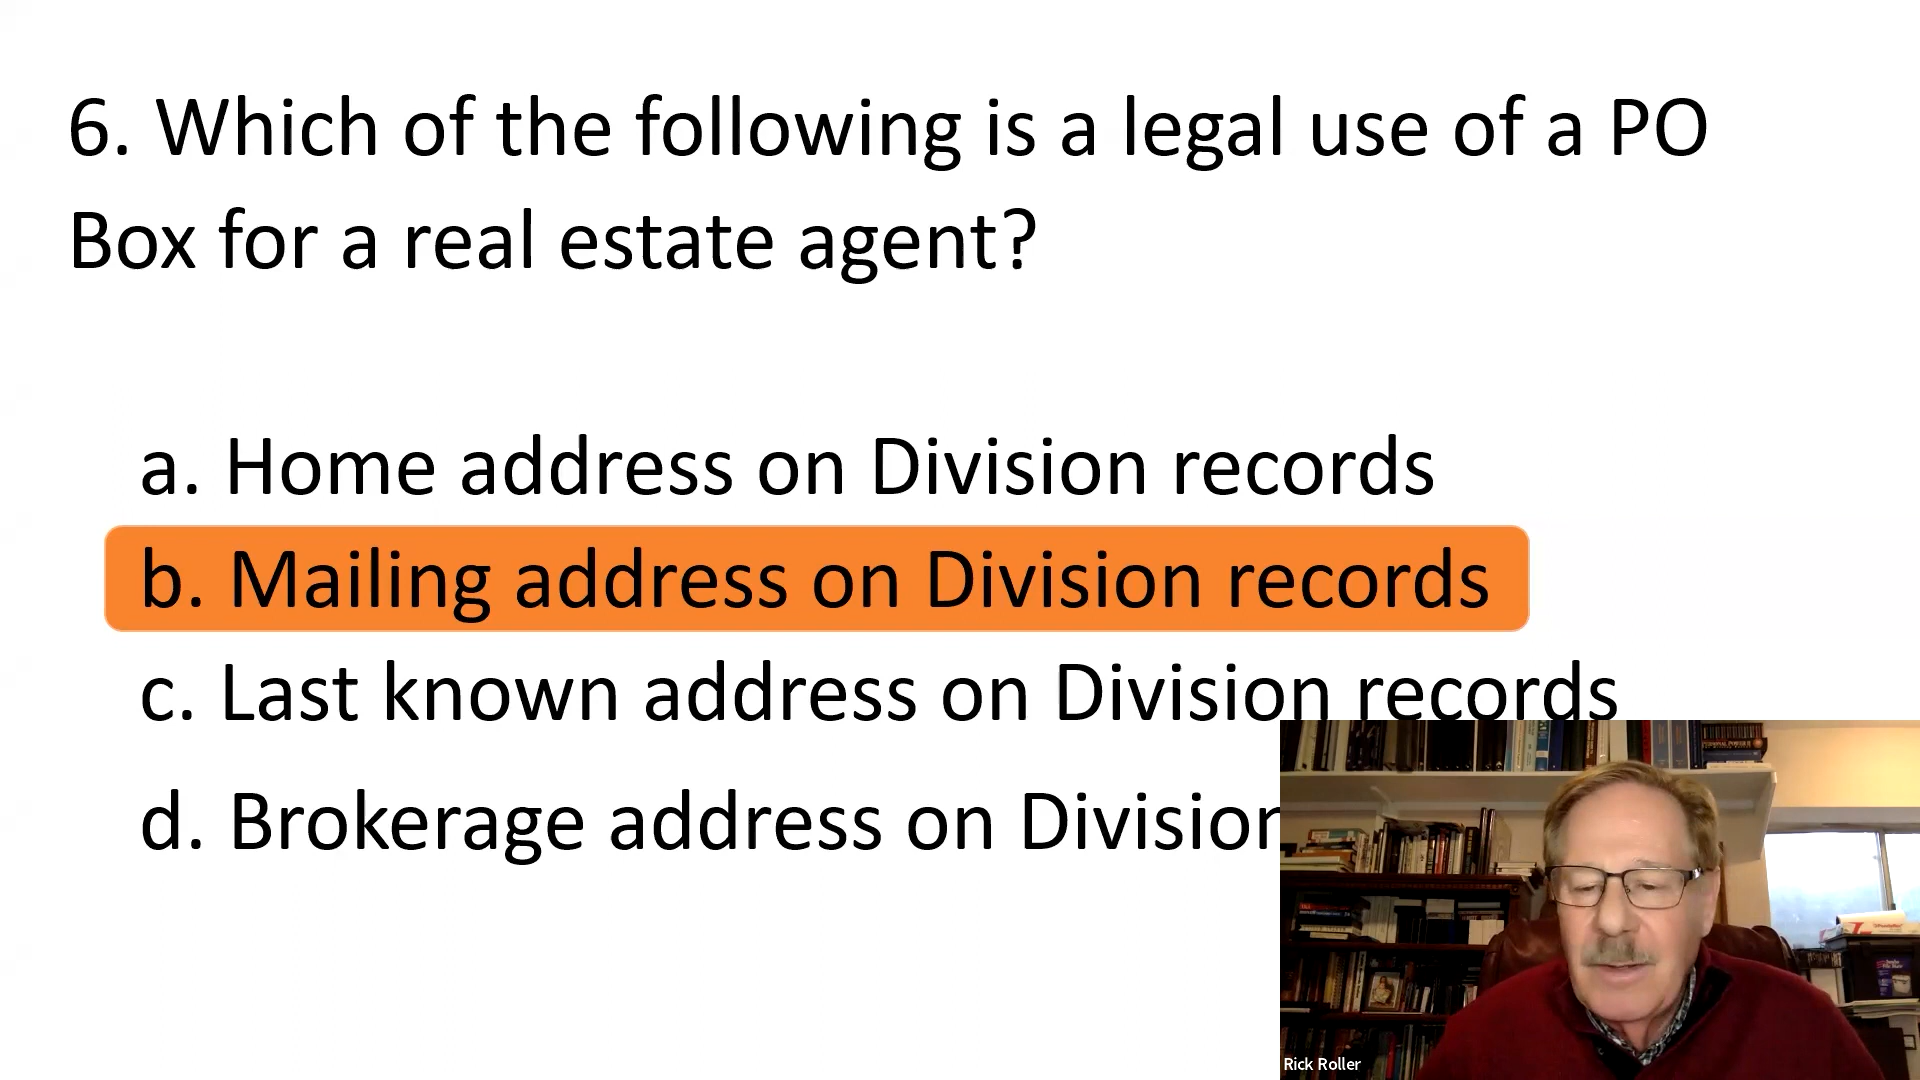 6. Which of the following is a legal use of a PO
Box for a real estate agent?
a. Home address on Division records
b. Mailing address on Division records
c. Last known address on Division records
d. Brokerage address on Division
Rick Roller